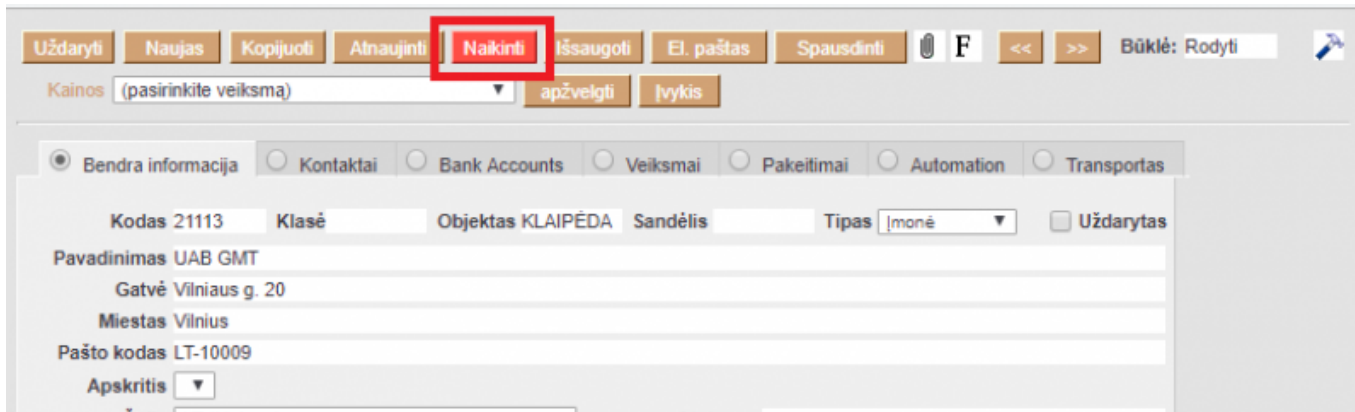 Uždaryti Naujas Kopijuoti Atnaujinti Naikinti Išsaugoti El. paštas Spausdinti F << >> Būklė: Rodyti
Kainos (pasirinkite veiksmą) apžvelgti Įvykis
Bendra informacija Kontaktai Bank Accounts Veiksmai Pakeitimai Automation Transportas
Kodas 21113 Klasė Objektas KLAIPĖDA Sandėlis Tipas Įmonė Uždarytas
Pavadinimas UAB GMT
Gatvė Vilniaus g. 20
Miestas Vilnius
Pašto kodas LT-10009
Apskritis